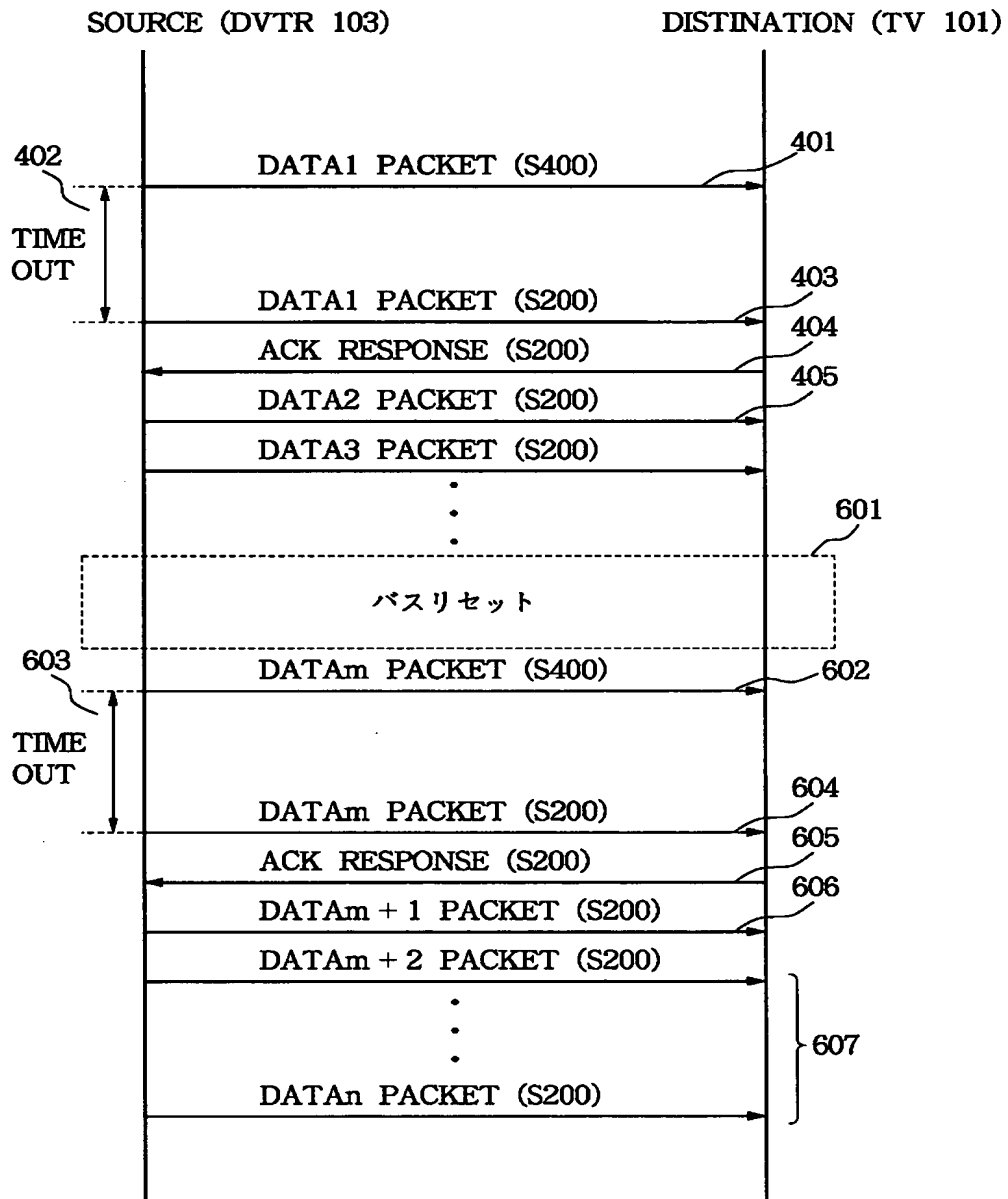 SOURCE (DVTR 103)
DISTINATION (TV 101)
402
401
DATA1 PACKET (S400)
TIME
OUT
403
DATA1 PACKET (S200)
404
ACK RESPONSE (S200)
405
DATA2 PACKET (S200)
DATA3 PACKET (S200)
601
バスリセット
603
DATAm PACKET (S400)
602
TIME
OUT
604
DATAm PACKET (S200)
605
ACK RESPONSE (S200)
606
DATAm + 1 PACKET (S200)
DATAm + 2 PACKET (S200)
607
DATAn PACKET (S200)